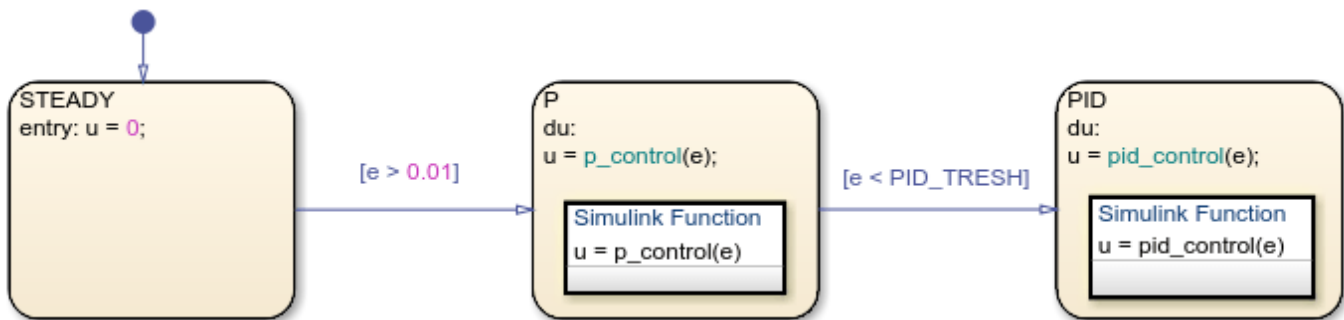 STEADY
entry: u = 0;
[e > 0.01]
P
du:
u = p_control(e);
Simulink Function
u = p_control(e)
[e < PID_TRESH]
PID
du:
u = pid_control(e);
Simulink Function
u = pid_control(e)